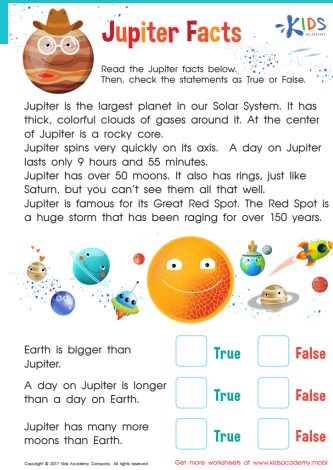 Jupiter Facts
KIDS
ACADEMY
Read the Jupiter facts below.
Then, check the statements as True or False.
Jupiter is the largest planet in our Solar System. It has
thick, colorful clouds of gases around it. At the center
of Jupiter is a rocky core.
Jupiter spins very quickly on its axis. A day on Jupiter
lasts only 9 hours and 55 minutes.
Jupiter has over 50 moons. It also has rings, just like
Saturn, but you can't see them all that well.
Jupiter is famous for its Great Red Spot. The Red Spot is
a huge storm that has been raging for over 150 years.
Earth is bigger than
Jupiter.
True
False
A day on Jupiter is longer
than a day on Earth.
True
False
Jupiter has many more
moons than Earth.
True
False
Copyright © 2017 Kids Academy Company. All rights reserved
Get more worksheets at www.kidsacademy.mobi